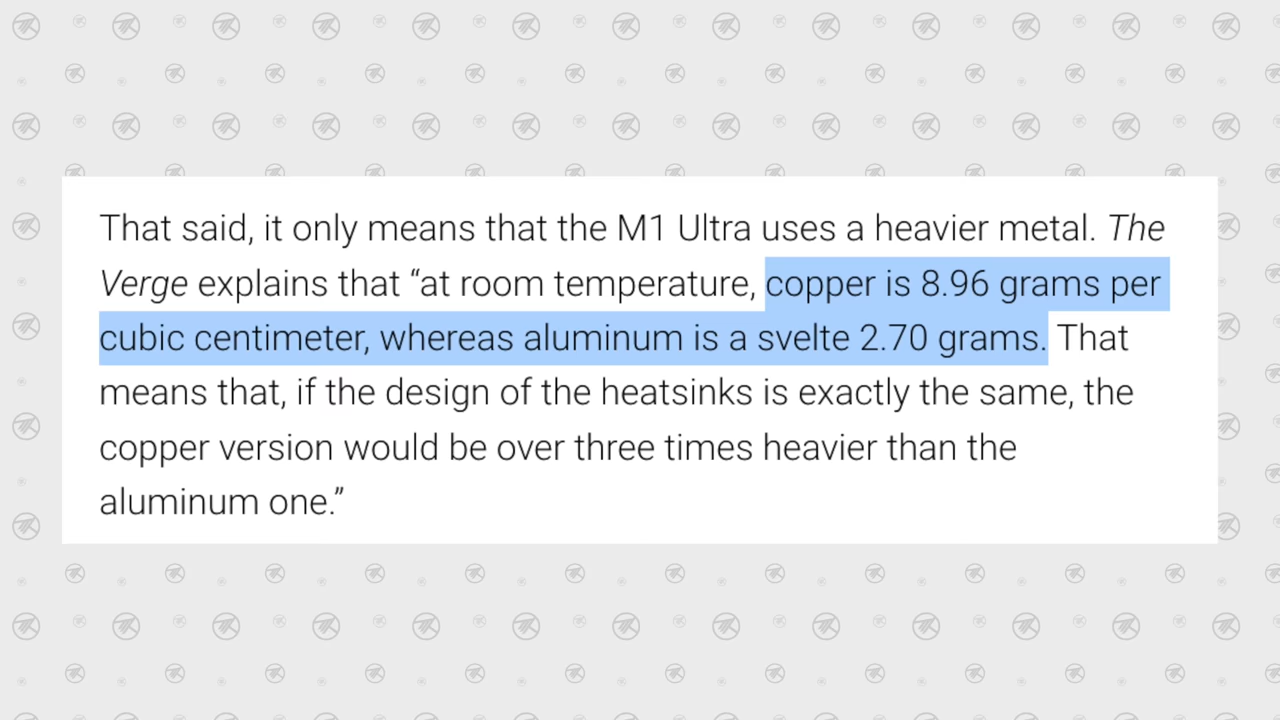 That said, it only means that the M1 Ultra uses a heavier metal. The
Verge explains that “at room temperature, copper is 8.96 grams per
cubic centimeter, whereas aluminum is a svelte 2.70 grams. That
means that, if the design of the heatsinks is exactly the same, the
copper version would be over three times heavier than the
aluminum one.”